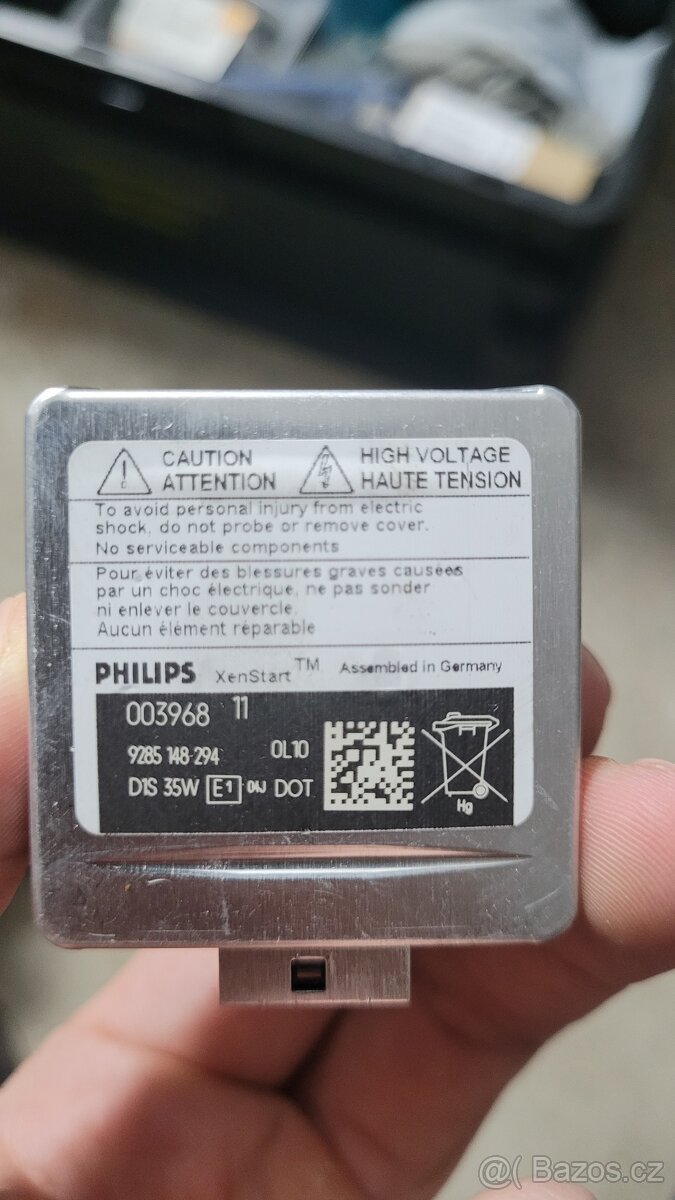 CAUTION
ATTENTION
HIGH VOLTAGE
HAUTE TENSION
To avoid personal injury from electric
shock, do not probe or remove cover.
No serviceable components
Pour éviter des blessures graves causées
par un choc électrique, ne pas sonder
ni enlever le couvercle.
Aucun élément réparable
PHILIPS XenStart™ Assembled in Germany
003968 11
9285 148-294 0L10
D1S 35W E1 DOT
Hg
@( Bazos.cz